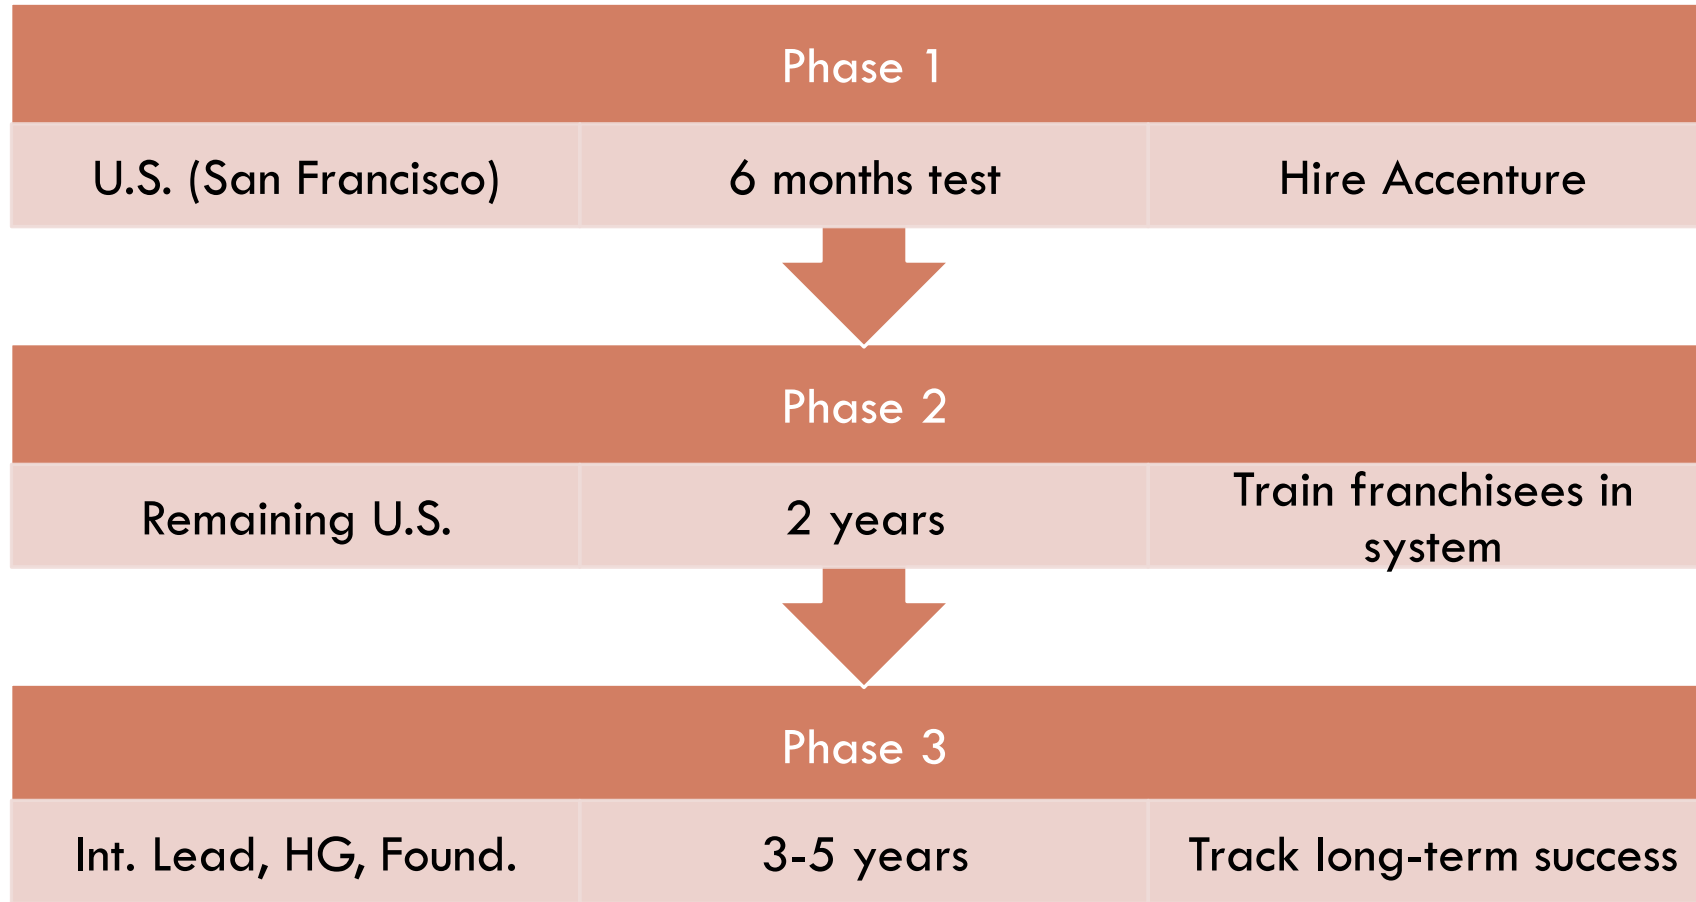 Phase 1
U.S. (San Francisco)
6 months test
Hire Accenture
Phase 2
Remaining U.S.
2 years
Train franchisees in
system
Phase 3
Int. Lead, HG, Found.
3-5 years
Track long-term success